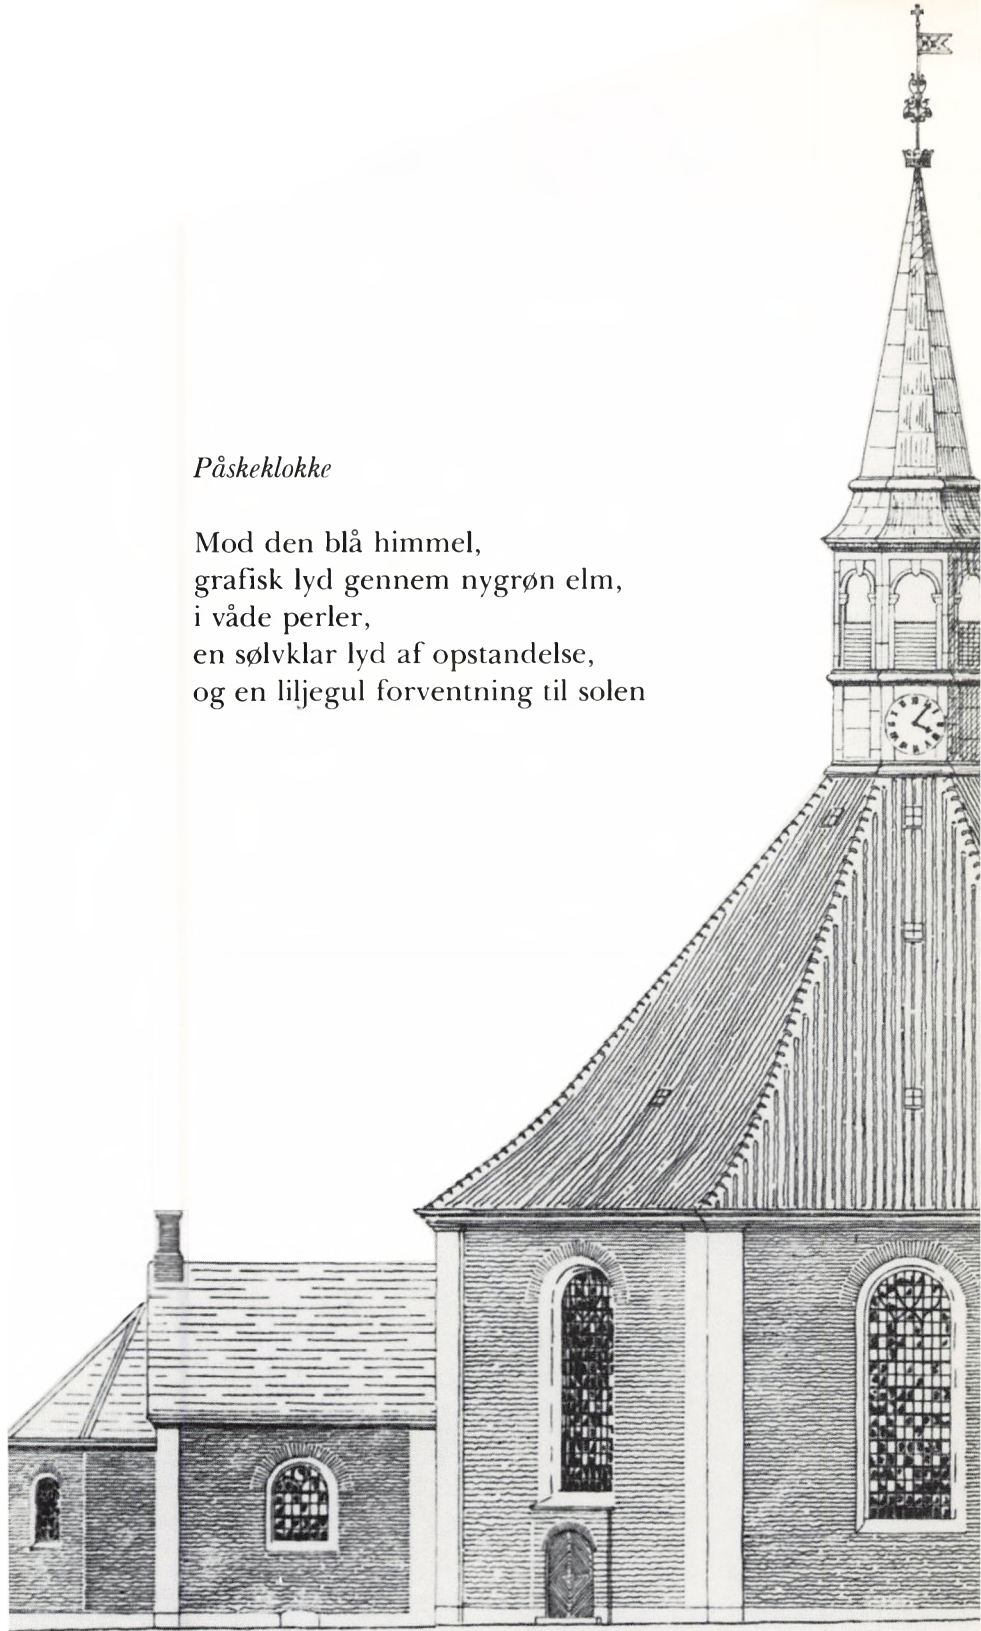 Påskeklokke
Mod den blå himmel,
grafisk lyd gennem nygrøn elm,
i våde perler,
en sølvklar lyd af opstandelse,
og en liljegul forventning til solen